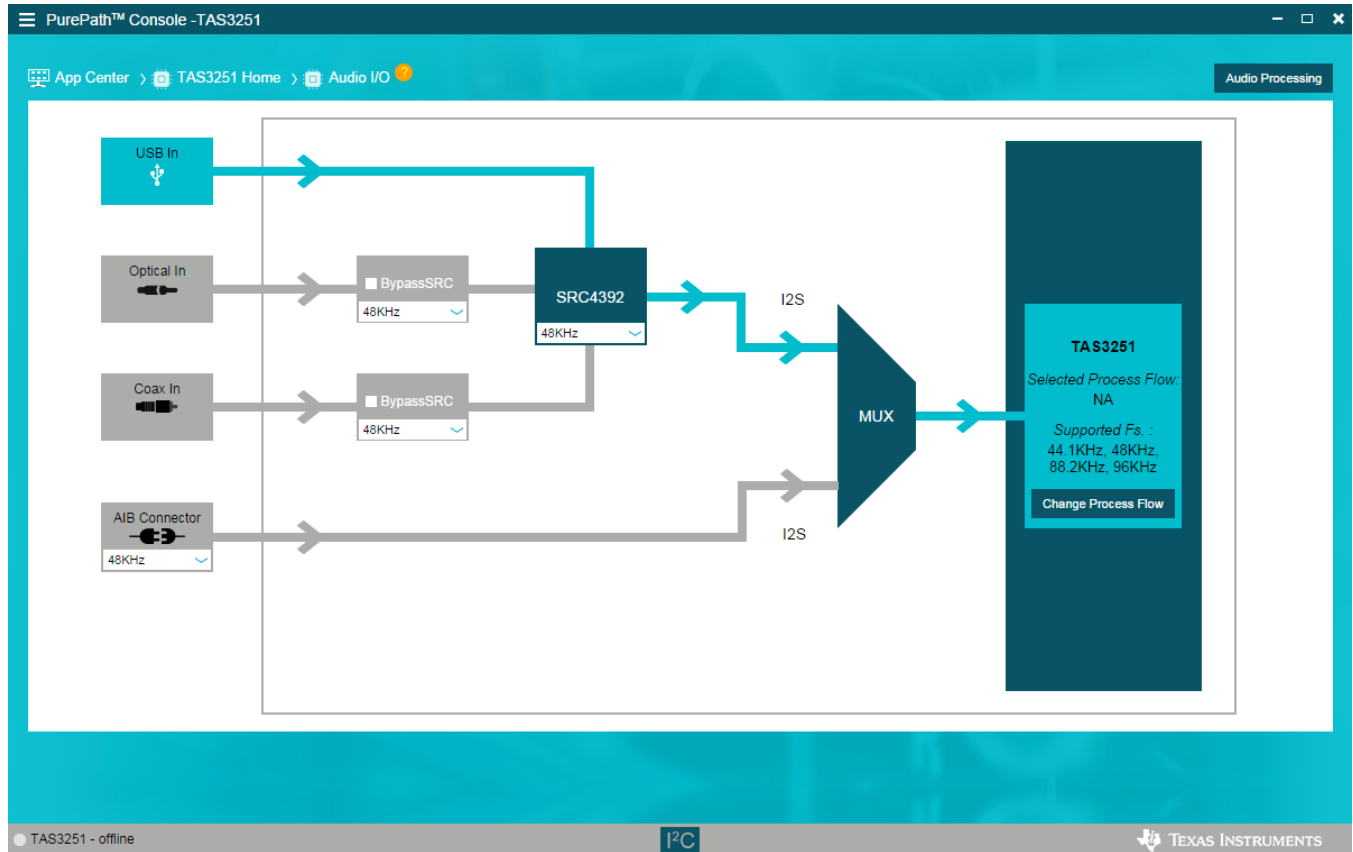 PurePath™ Console -TAS3251
App Center
TAS3251 Home
Audio I/O
?
Audio Processing
USB In
Optical In
BypassSRC
48KHz
SRC4392
48KHz
I2S
Coax In
BypassSRC
48KHz
MUX
TAS3251
Selected Process Flow:
NA
Supported Fs. :
44.1KHz, 48KHz,
88.2KHz, 96KHz
Change Process Flow
AIB Connector
48KHz
I2S
TAS3251 - offline
I²C
TEXAS INSTRUMENTS